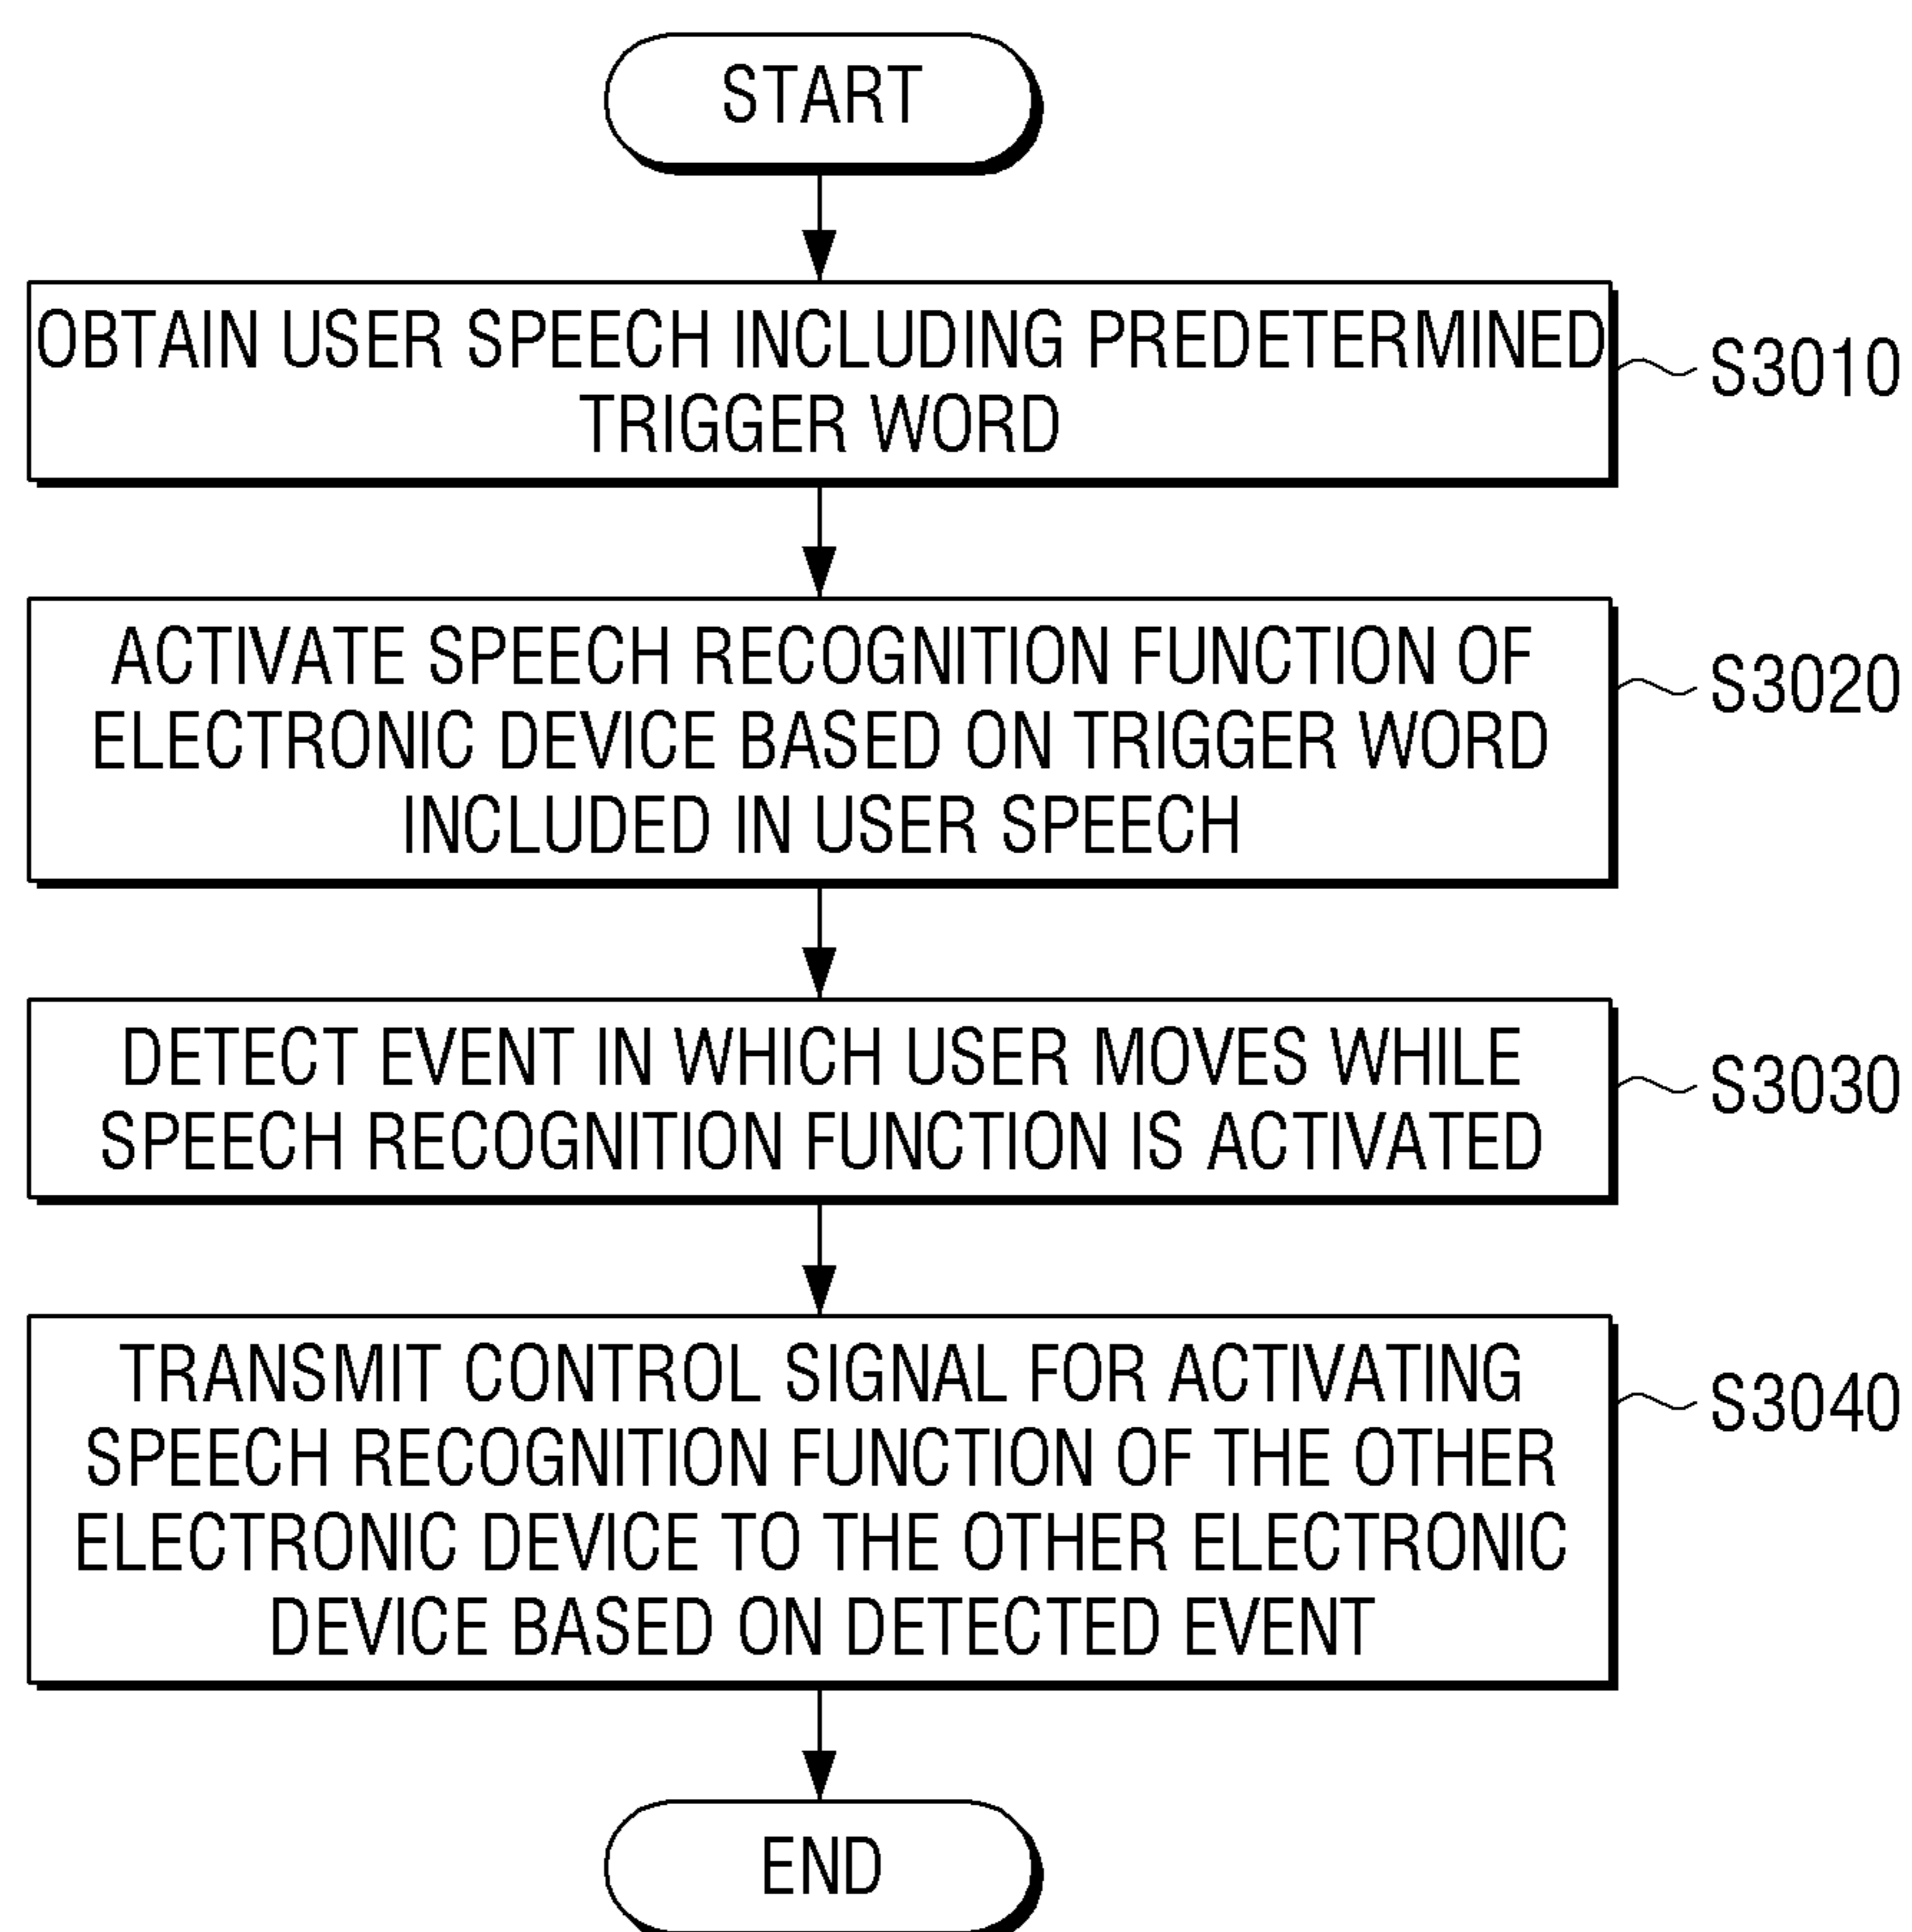 START
OBTAIN USER SPEECH INCLUDING PREDETERMINED
TRIGGER WORD
S3010
ACTIVATE SPEECH RECOGNITION FUNCTION OF
ELECTRONIC DEVICE BASED ON TRIGGER WORD
INCLUDED IN USER SPEECH
S3020
DETECT EVENT IN WHICH USER MOVES WHILE
SPEECH RECOGNITION FUNCTION IS ACTIVATED
S3030
TRANSMIT CONTROL SIGNAL FOR ACTIVATING
SPEECH RECOGNITION FUNCTION OF THE OTHER
ELECTRONIC DEVICE TO THE OTHER ELECTRONIC
DEVICE BASED ON DETECTED EVENT
S3040
END